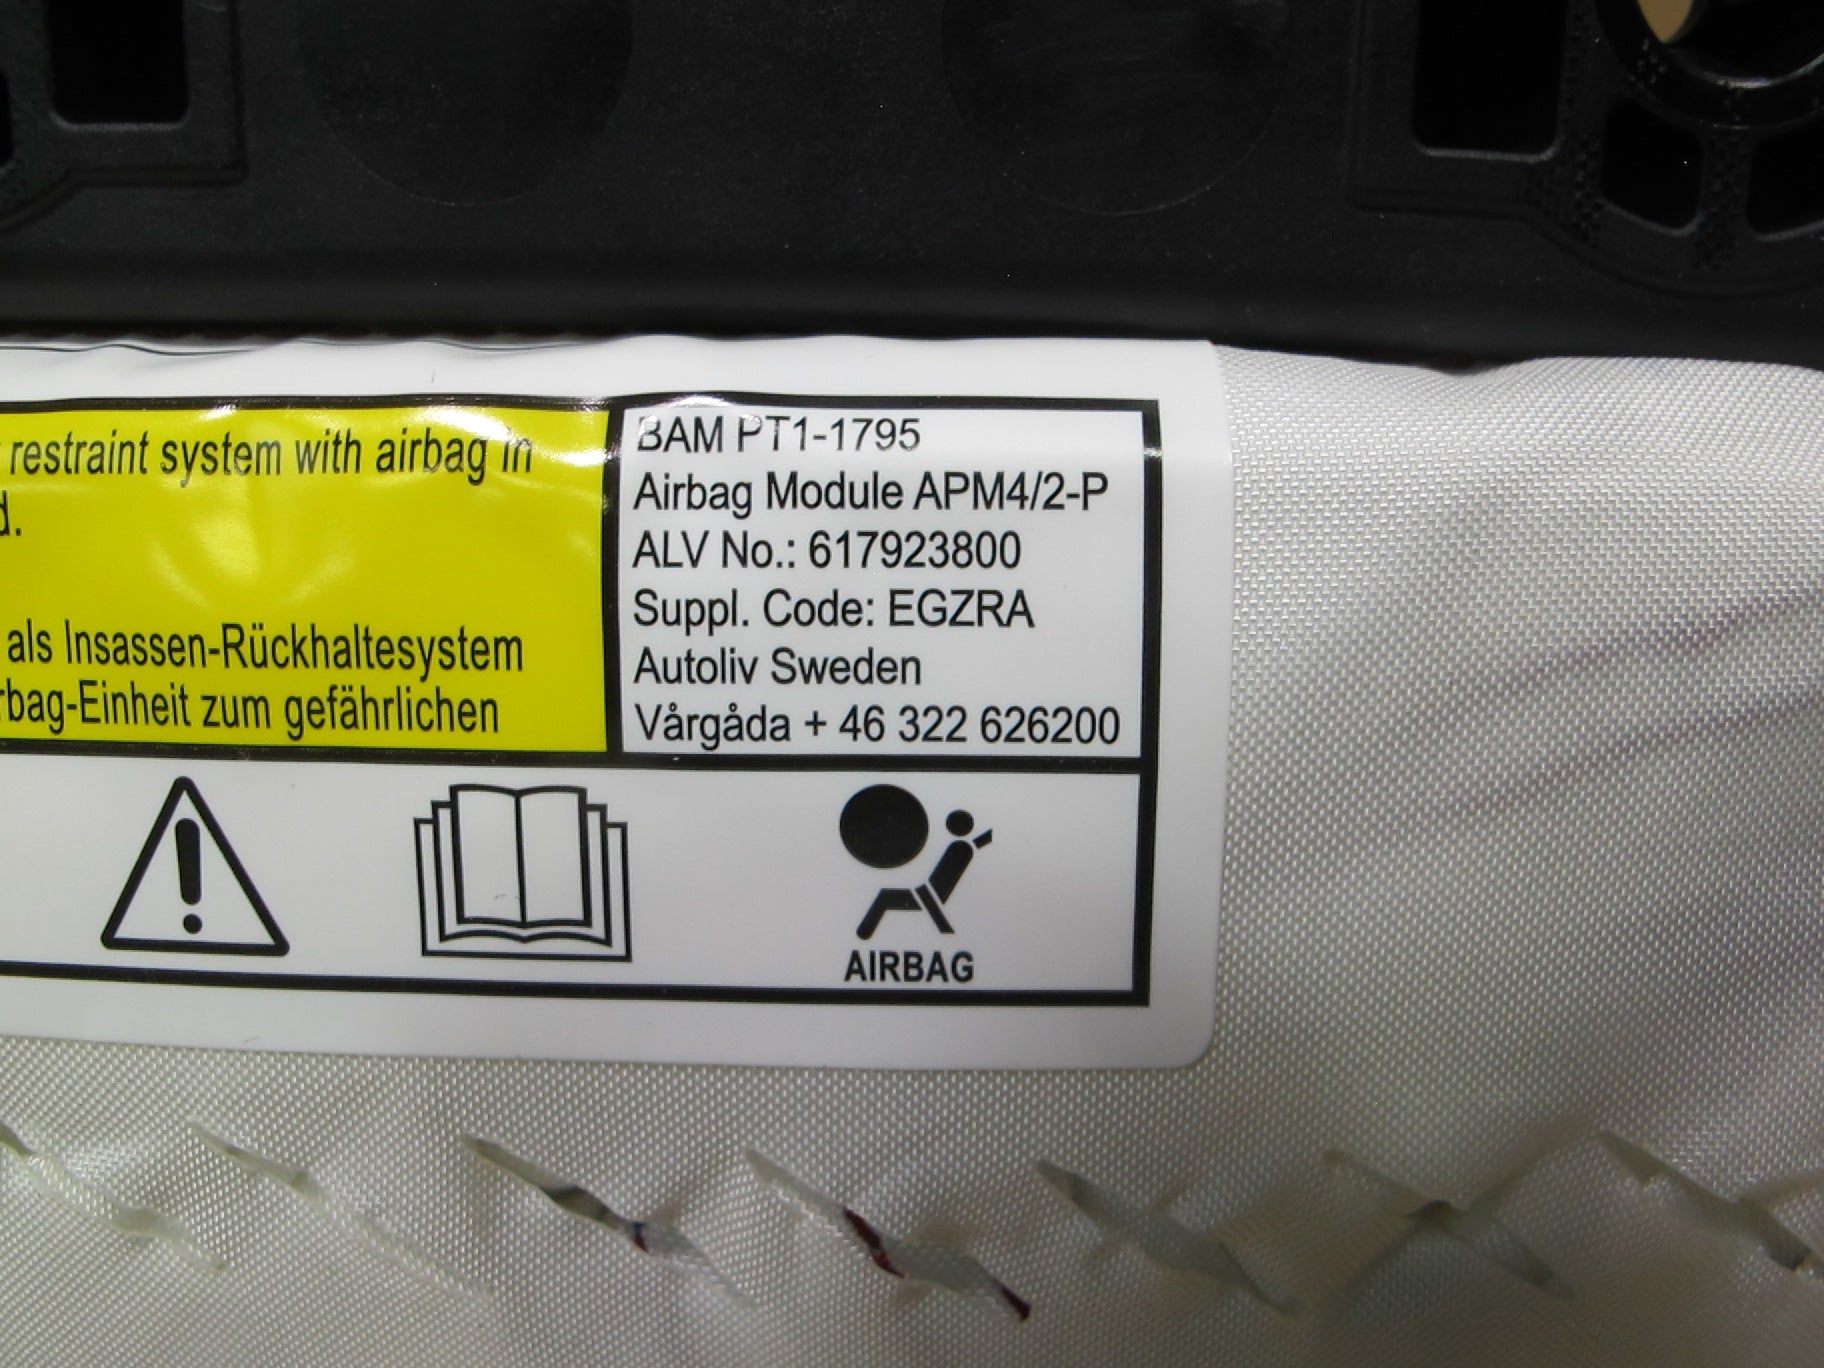 restraint system with airbag in
d.
als Insassen-Rückhaltesystem
rbag-Einheit zum gefährlichen
BAM PT1-1795
Airbag Module APM4/2-P
ALV No.: 617923800
Suppl. Code: EGZRA
Autoliv Sweden
Vårgåda + 46 322 626200
AIRBAG